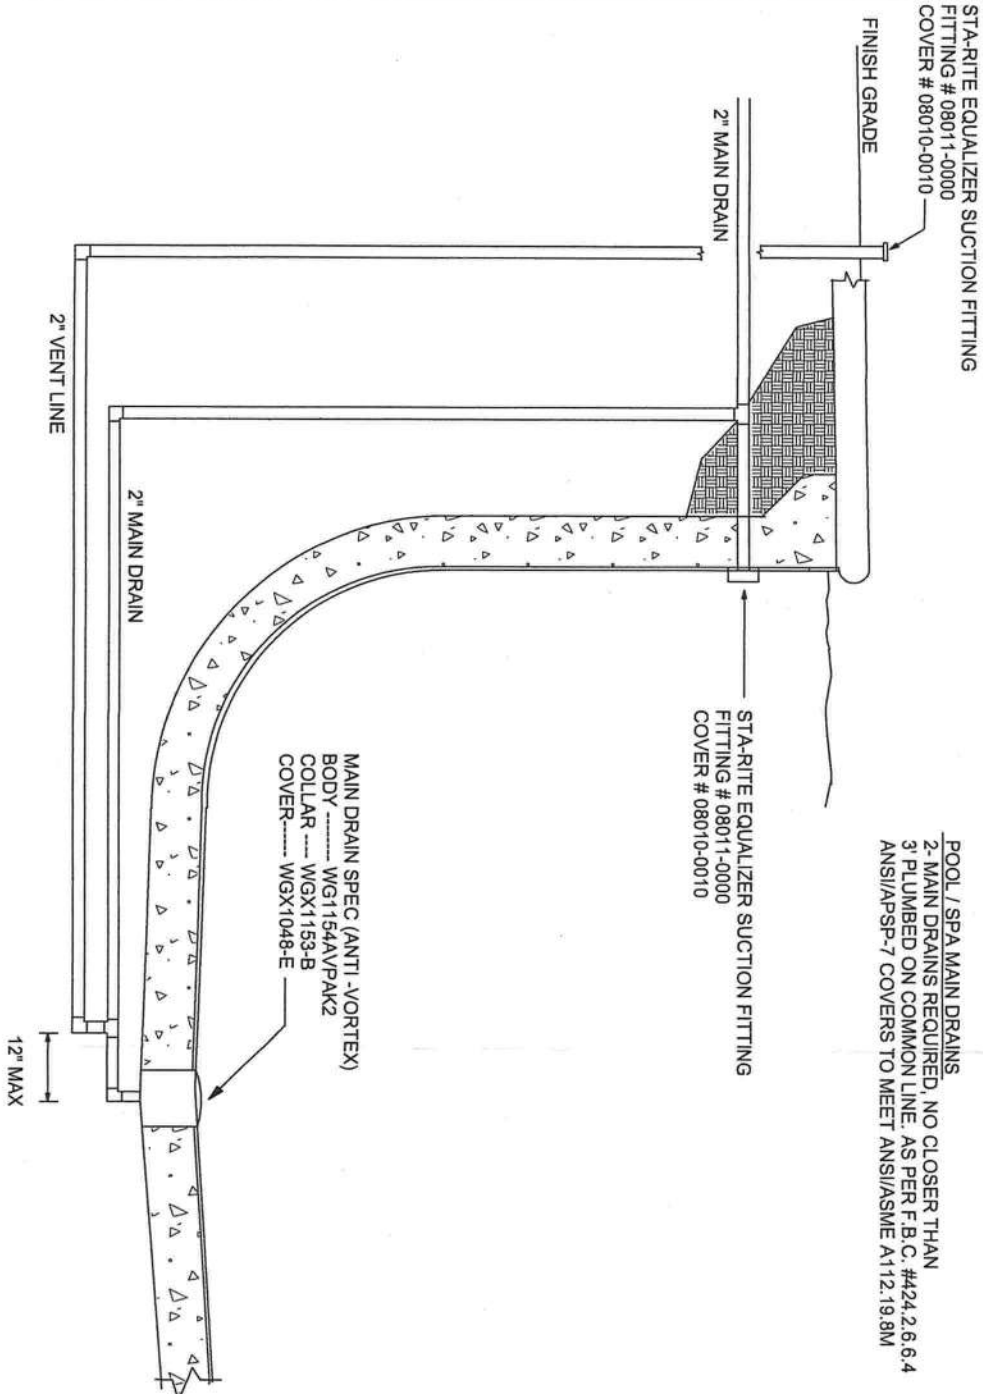 STA-RITE EQUALIZER SUCTION FITTING
FITTING # 08011-0000
COVER # 08010-0010
FINISH GRADE
2" MAIN DRAIN
2" VENT LINE
2" MAIN DRAIN
STA-RITE EQUALIZER SUCTION FITTING
FITTING # 08011-0000
COVER # 08010-0010
MAIN DRAIN SPEC (ANTI -VORTEX)
BODY -------- WG1154AVPAK2
COLLAR ---- WGX1153-B
COVER------ WGX1048-E
POOL / SPA MAIN DRAINS
2- MAIN DRAINS REQUIRED, NO CLOSER THAN
3' PLUMBED ON COMMON LINE. AS PER F.B.C. #424.2.6.6.4
ANSI/APSP-7 COVERS TO MEET ANSI/ASME A112.19.8M
12" MAX